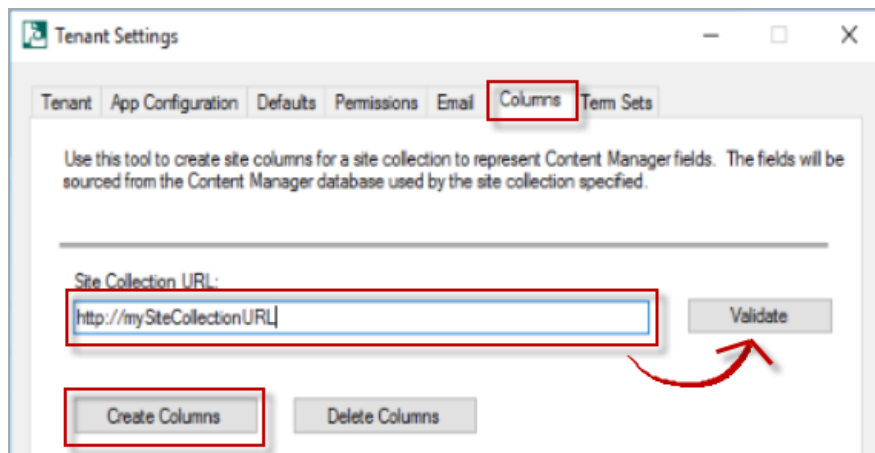 Tenant Settings
Tenant App Configuration Defaults Permissions Email Columns Term Sets
Use this tool to create site columns for a site collection to represent Content Manager fields. The fields will be
sourced from the Content Manager database used by the site collection specified.
Site Collection URL:
http://mySiteCollectionURL
Validate
Create Columns Delete Columns